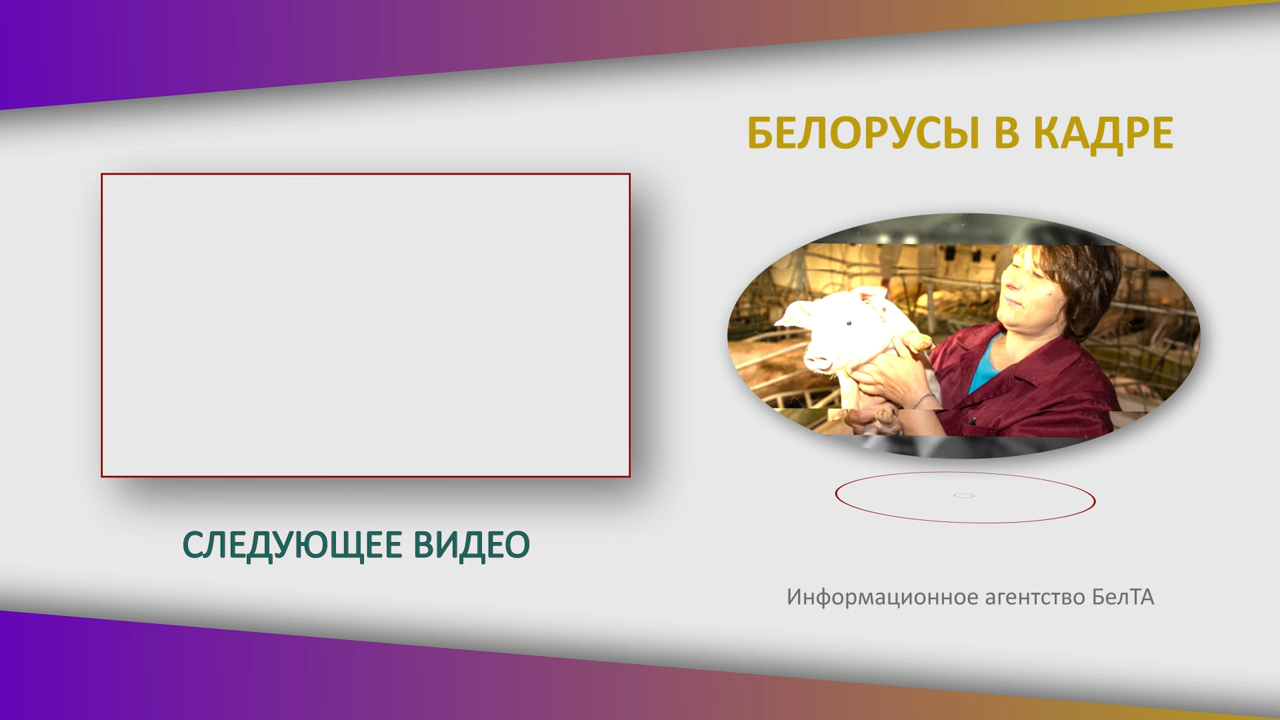 БЕЛОРУСЫ В КАДРЕ
СЛЕДУЮЩЕЕ ВИДЕО
Информационное агентство БелТА